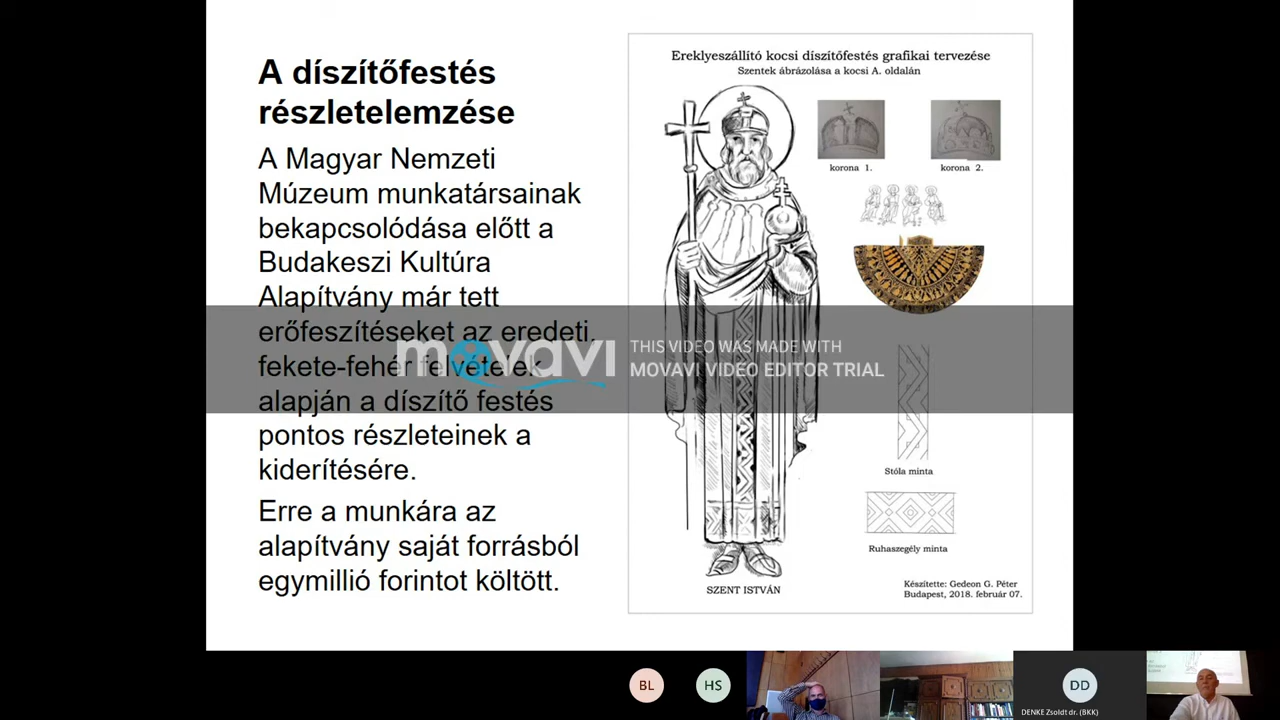 A díszítőfestés
részletelemzése
A Magyar Nemzeti
Múzeum munkatársainak
bekapcsolódása előtt a
Budakeszi Kultúra
Alapítvány már tett
erőfeszítéseket az eredeti,
fekete-fehér felvételek
alapján a díszítő festés
pontos részleteinek a
kiderítésére.
Erre a munkára az
alapítvány saját forrásból
egymillió forintot költött.
Ereklyeszállító kocsi díszítőfestés grafikai tervezése
Szentek ábrázolása a kocsi A. oldalán
korona 1.
korona 2.
Stóla minta
Ruhaszegély minta
SZENT ISTVÁN
Készítette: Gedeon G. Péter
Budapest, 2018. február 07.
movavi
THIS VIDEO WAS MADE WITH
MOVAVI VIDEO EDITOR TRIAL
BL
HS
DD
DENKE Zsolt dr. (BKK)